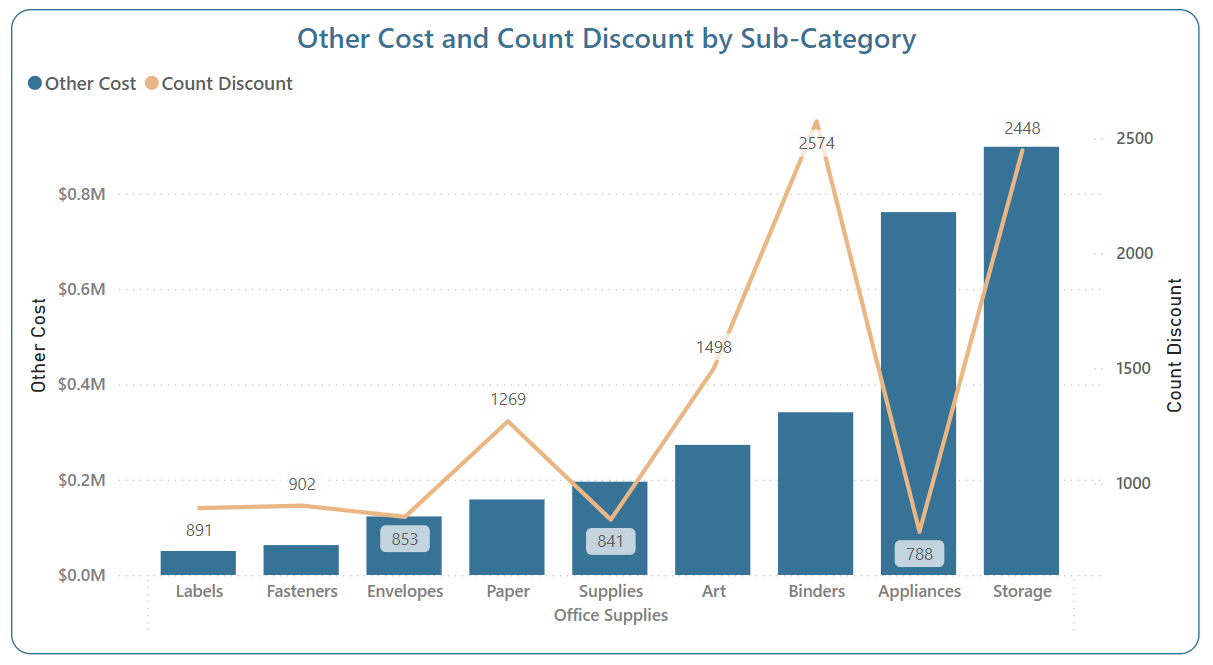 Other Cost and Count Discount by Sub-Category
Other Cost Count Discount
2574
2448
2500
$0.8M
2000
$0.6M
Other Cost
Count Discount
1498
1500
$0.4M
1269
902
$0.2M
1000
891
853
841
788
$0.0M
Labels Fasteners Envelopes Paper Supplies Art Binders Appliances Storage
Office Supplies